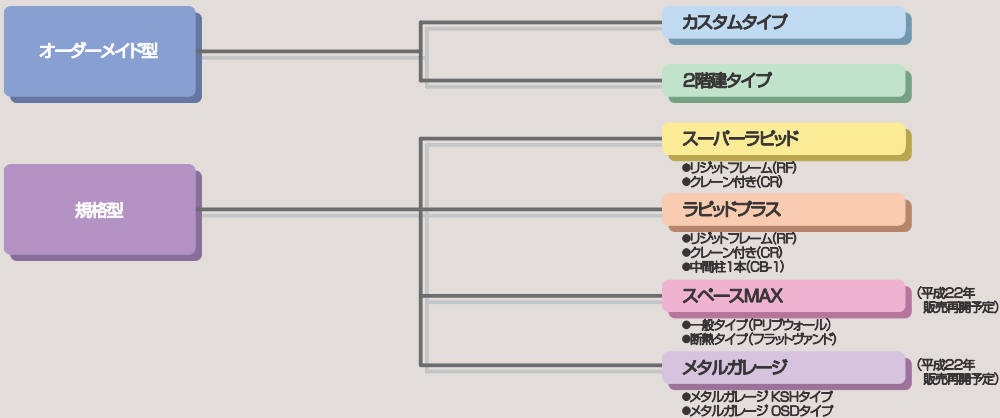 オーダーメイド型
カスタムタイプ
2階建タイプ
規格型
スーパーラピッド
●リジットフレーム(RF)
●クレーン付き(CR)
ラピッドプラス
●リジットフレーム(RF)
●クレーン付き(CR)
●中間柱1本(CB-1)
スペースMAX
(平成22年
販売再開予定)
●一般タイプ(Pリブウォール)
●断熱タイプ(フラットヴァンド)
メタルガレージ
(平成22年
販売再開予定)
●メタルガレージ KSHタイプ
●メタルガレージ OSDタイプ